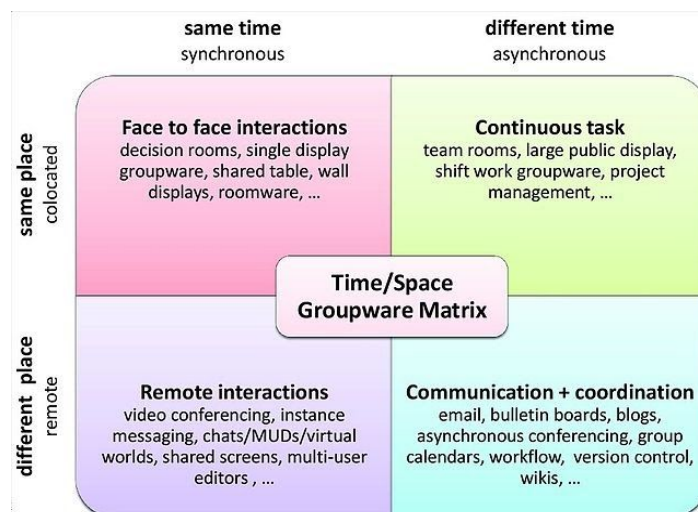 same time
synchronous
different time
asynchronous
same place
colocated
Face to face interactions
decision rooms, single display
groupware, shared table, wall
displays, roomware, ...
Continuous task
team rooms, large public display,
shift work groupware, project
management, ...
Time/Space
Groupware Matrix
different place
remote
Remote interactions
video conferencing, instance
messaging, chats/MUDs/virtual
worlds, shared screens, multi-user
editors , ...
Communication + coordination
email, bulletin boards, blogs,
asynchronous conferencing, group
calendars, workflow, version control,
wikis, ...